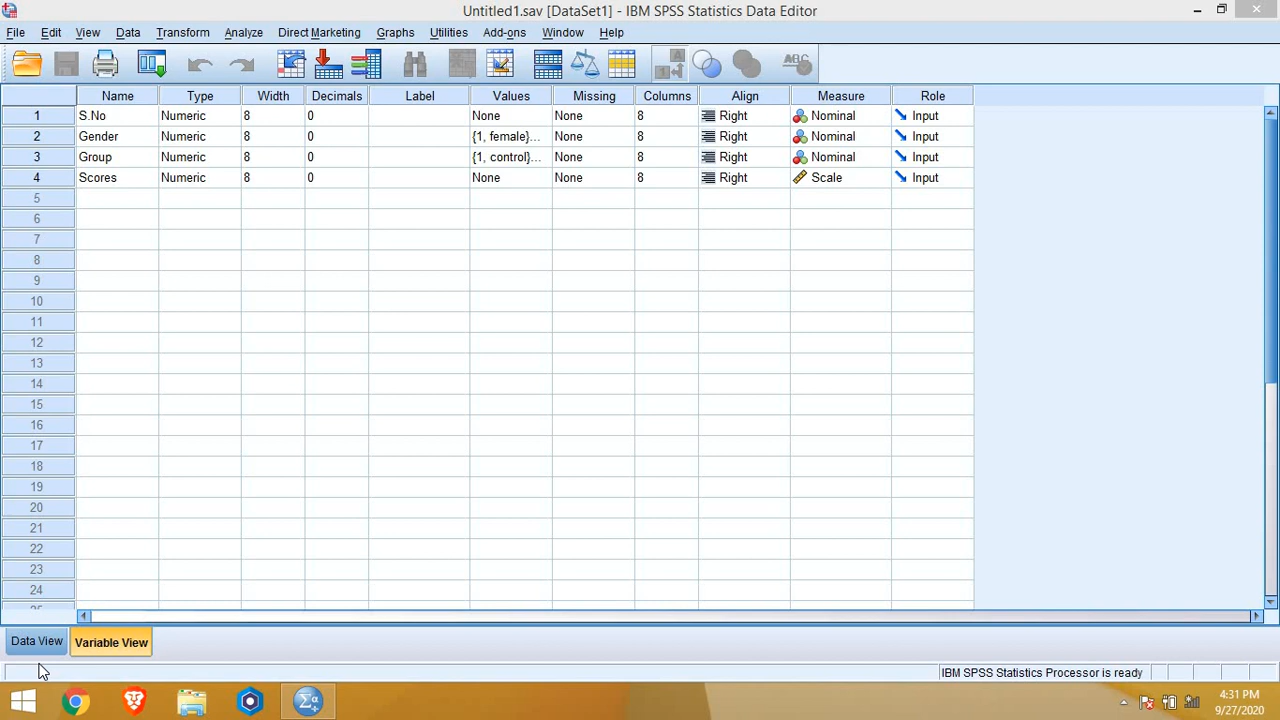 Untitled1.sav [DataSet1] - IBM SPSS Statistics Data Editor
File Edit View Data Transform Analyze Direct Marketing Graphs Utilities Add-ons Window Help
Name Type Width Decimals Label Values Missing Columns Align Measure Role
1 S.No Numeric 8 0 None None 8 Right Nominal Input
2 Gender Numeric 8 0 {1, female}... None 8 Right Nominal Input
3 Group Numeric 8 0 {1, control}... None 8 Right Nominal Input
4 Scores Numeric 8 0 None None 8 Right Scale Input
5
6
7
8
9
10
11
12
13
14
15
16
17
18
19
20
21
22
23
24
Data View Variable View
IBM SPSS Statistics Processor is ready
4:31 PM
9/27/2020